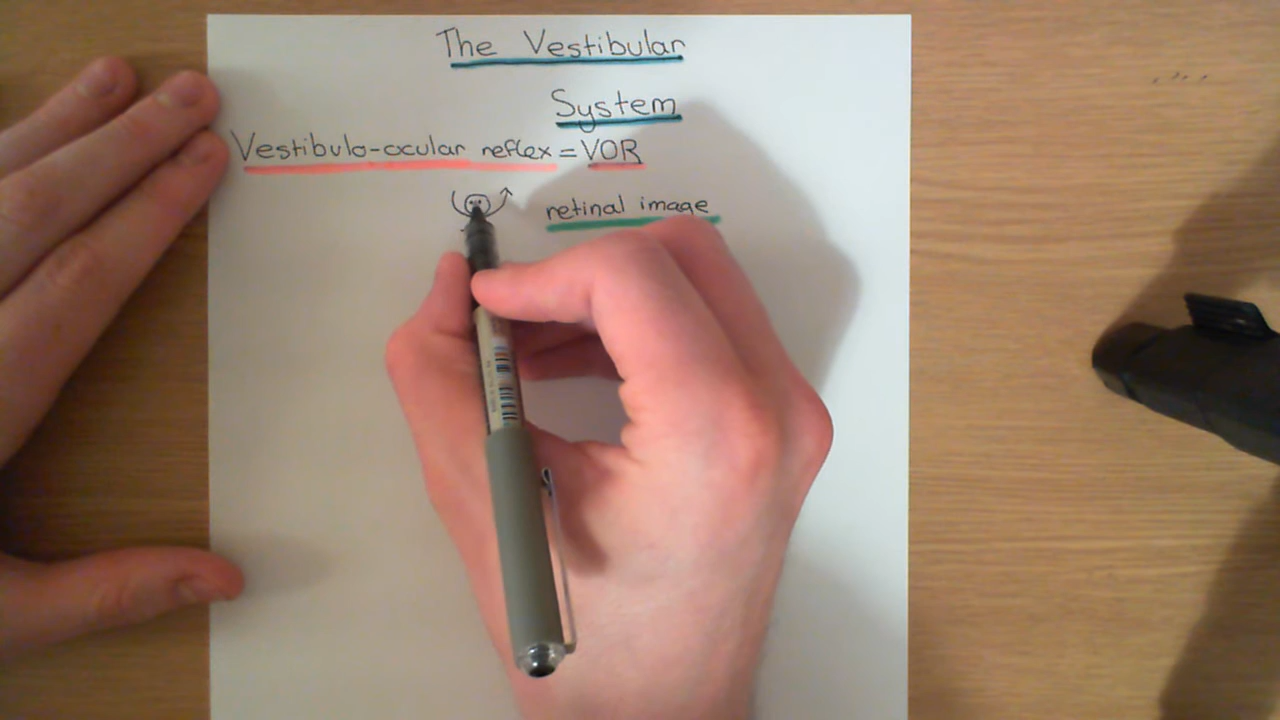 The Vestibular
System
Vestibulo-ocular reflex = VOR
retinal image